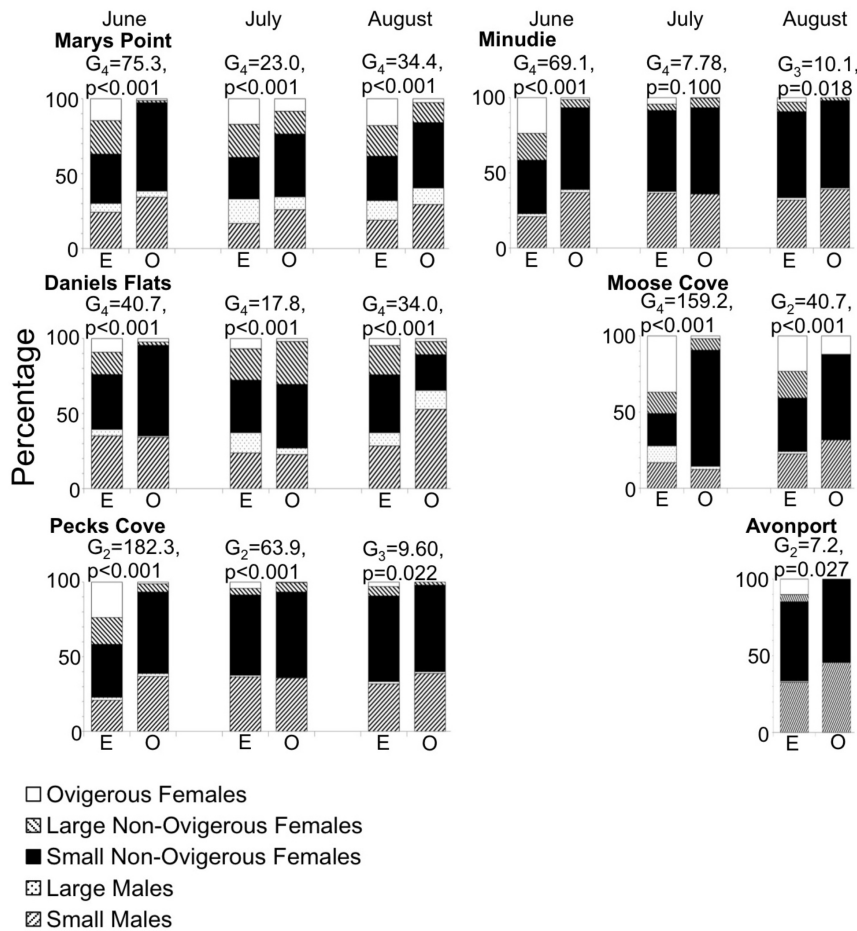 June July August June July August
Marys Point Minudie
G4=75.3, G4=23.0, G4=34.4, G4=69.1, G4=7.78, G3=10.1,
p<0.001 p<0.001 p<0.001 p<0.001 p=0.100 p=0.018
100 100
50 50
0 0
E O E O E O E O E O E O
Daniels Flats Moose Cove
G4=40.7, G4=17.8, G4=34.0, G4=159.2, G2=40.7,
p<0.001 p<0.001 p<0.001 p<0.001 p<0.001
100 100
50 50
0 0
E O E O E O E O E O
Percentage
Pecks Cove Avonport
G2=182.3, G2=63.9, G3=9.60, G2=7.2,
p<0.001 p<0.001 p=0.022 p=0.027
100 100
50 50
0 0
E O E O E O E O
Ovigerous Females
Large Non-Ovigerous Females
Small Non-Ovigerous Females
Large Males
Small Males